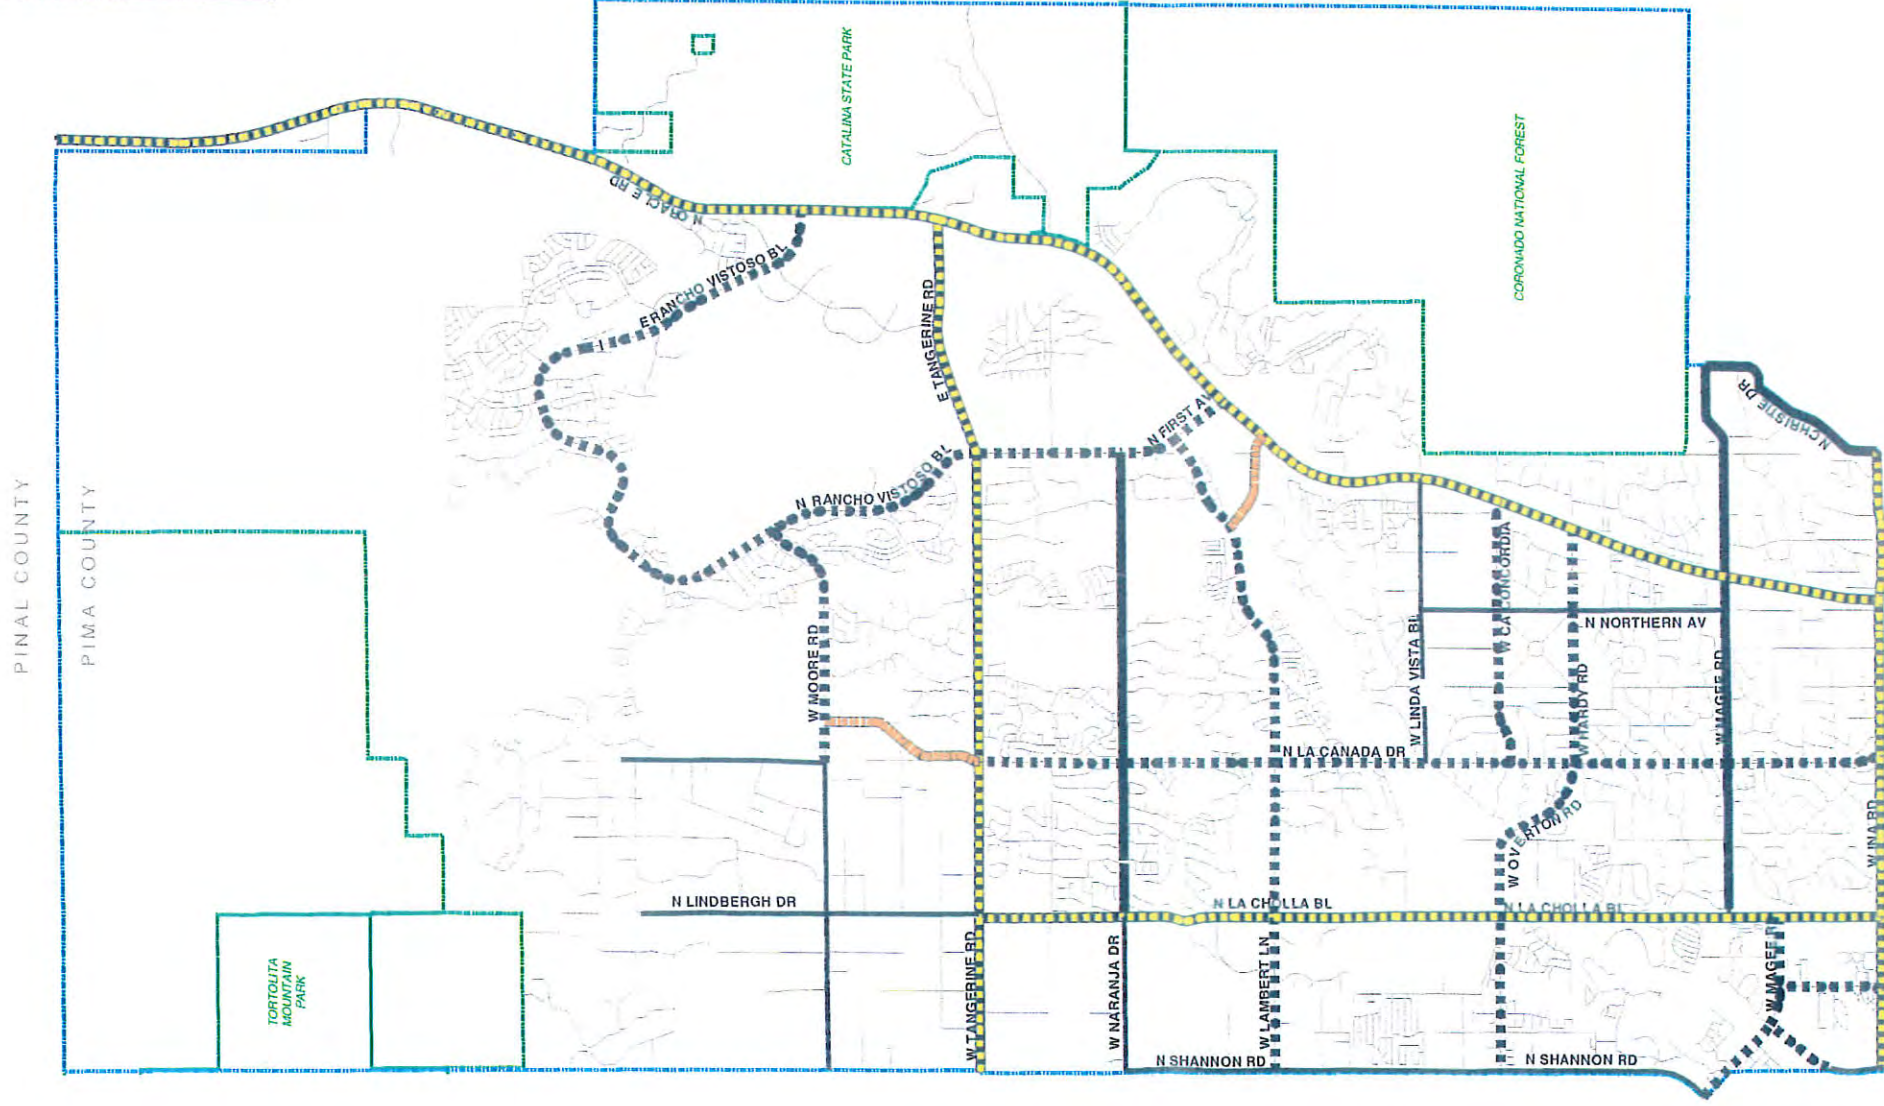 PINAL COUNTY
PIMA COUNTY
CATALINA STATE PARK
CORONADO NATIONAL FOREST
N ORACLE RD
E RANCHO VISTOSO BL
E TANGERINE RD
N FIRST AV
N CHRISTIE DR
N RANCHO VISTOSO BL
W MOORE RD
W LINDA VISTA BL
W CALCONCORDIA
N NORTHERN AV
W HARDY RD
W MAGEE RD
N LA CANADA DR
W OVERTON RD
W INA RD
N LINDBERGH DR
N LA CHOLLA BL
N LA CHOLLA BL
TORTOLITA
MOUNTAIN
PARK
W TANGERINE RD
W NARANJA DR
W LAMBERT LN
W MAGEE R
N SHANNON RD
N SHANNON RD